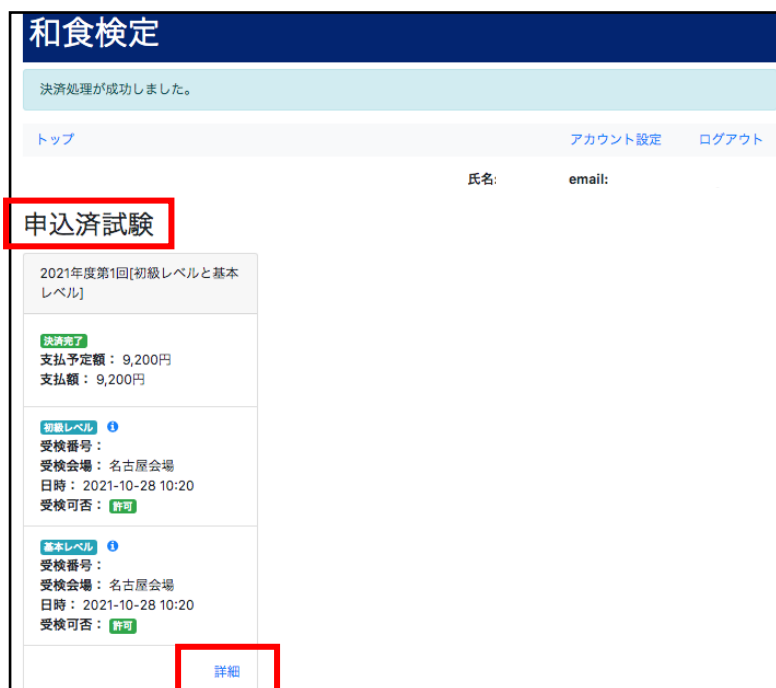 和食検定
決済処理が成功しました。
トップ アカウント設定 ログアウト
氏名: email:
申込済試験
2021年度第1回[初級レベルと基本
レベル]
決済完了
支払予定額： 9,200円
支払額： 9,200円
初級レベル
受検番号：
受検会場： 名古屋会場
日時： 2021-10-28 10:20
受検可否： 許可
基本レベル
受検番号：
受検会場： 名古屋会場
日時： 2021-10-28 10:20
受検可否： 許可
詳細